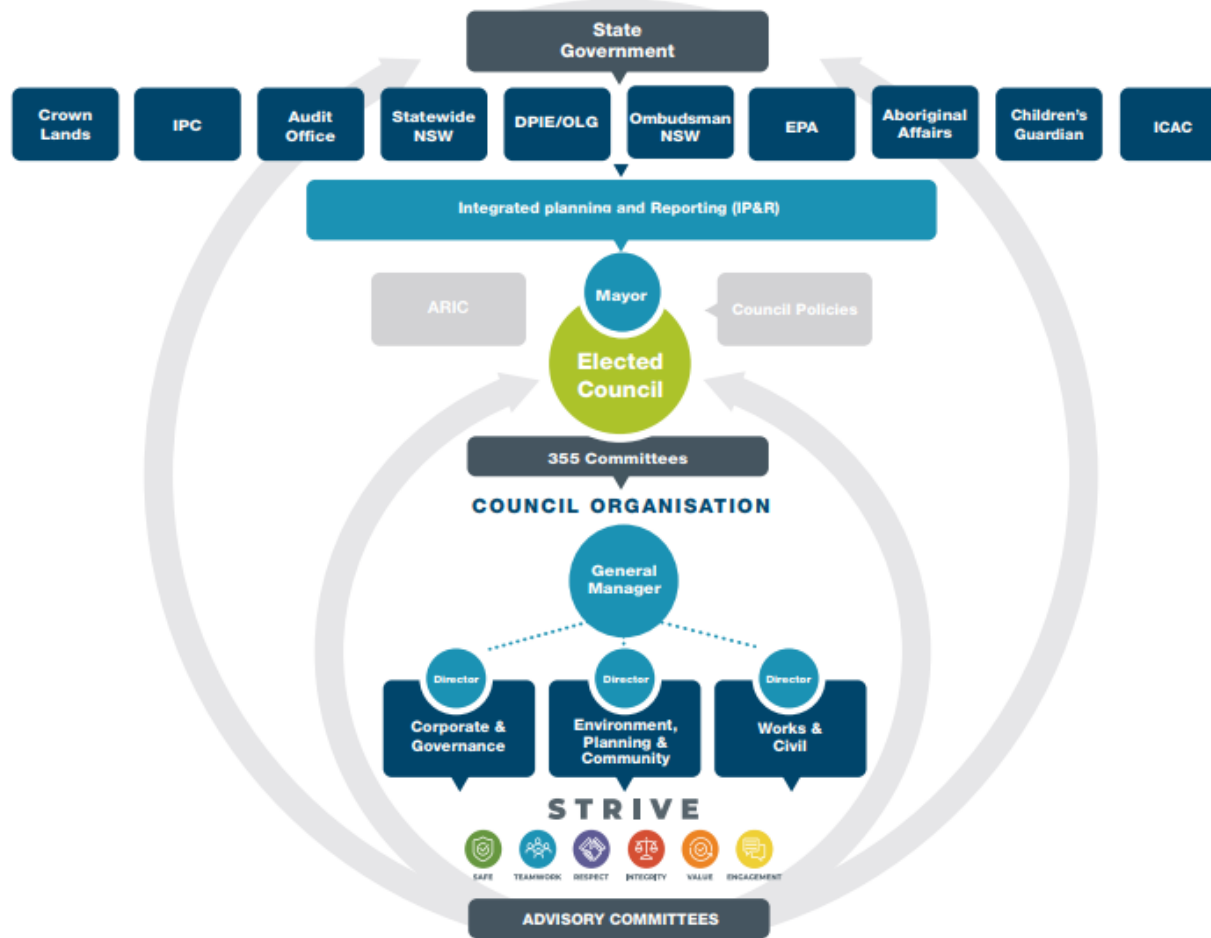 State
Government
Crown
Lands
IPC
Audit
Office
Statewide
NSW
DPIE/OLG
Ombudsman
NSW
EPA
Aboriginal
Affairs
Children's
Guardian
ICAC
Integrated planning and Reporting (IP&R)
ARIC
Mayor
Council Policies
Elected
Council
355 Committees
COUNCIL ORGANISATION
General
Manager
Director
Director
Director
Corporate &
Governance
Environment,
Planning &
Community
Works &
Civil
STRIVE
SAFE
TEAMWORK
RESPECT
INTEGRITY
VALUE
ENGAGEMENT
ADVISORY COMMITTEES